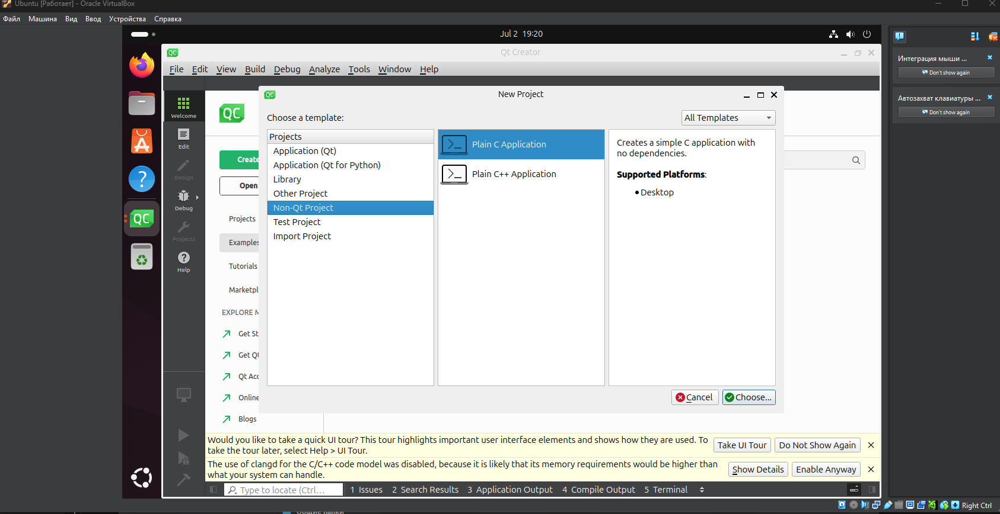 Ubuntu [Работает] - Oracle VirtualBox
Файл Машина Вид Ввод Устройства Справка
Jul 2 19:20
Qt Creator
File Edit View Build Debug Analyze Tools Window Help
New Project
Choose a template:
All Templates
Projects
Application (Qt)
Application (Qt for Python)
Library
Other Project
Non-Qt Project
Test Project
Import Project
Plain C Application
Plain C++ Application
Creates a simple C application with
no dependencies.
Supported Platforms:
Desktop
Cancel
Choose...
Welcome
Edit
Design
Debug
Projects
Help
QC
Create
Open
Projects
Examples
Tutorials
Marketpl
EXPLORE M
Get St
Get Qt
Qt Acc
Online
Blogs
Would you like to take a quick UI tour? This tour highlights important user interface elements and shows how they are used. To
take the tour later, select Help > UI Tour.
Take UI Tour
Do Not Show Again
The use of clangd for the C/C++ code model was disabled, because it is likely that its memory requirements would be higher than
what your system can handle.
Show Details
Enable Anyway
Type to locate (Ctrl...
1 Issues 2 Search Results 3 Application Output 4 Compile Output 5 Terminal
Интеграция мыши ...
Don't show again
Автозахват клавиатуры ...
Don't show again
Right Ctrl